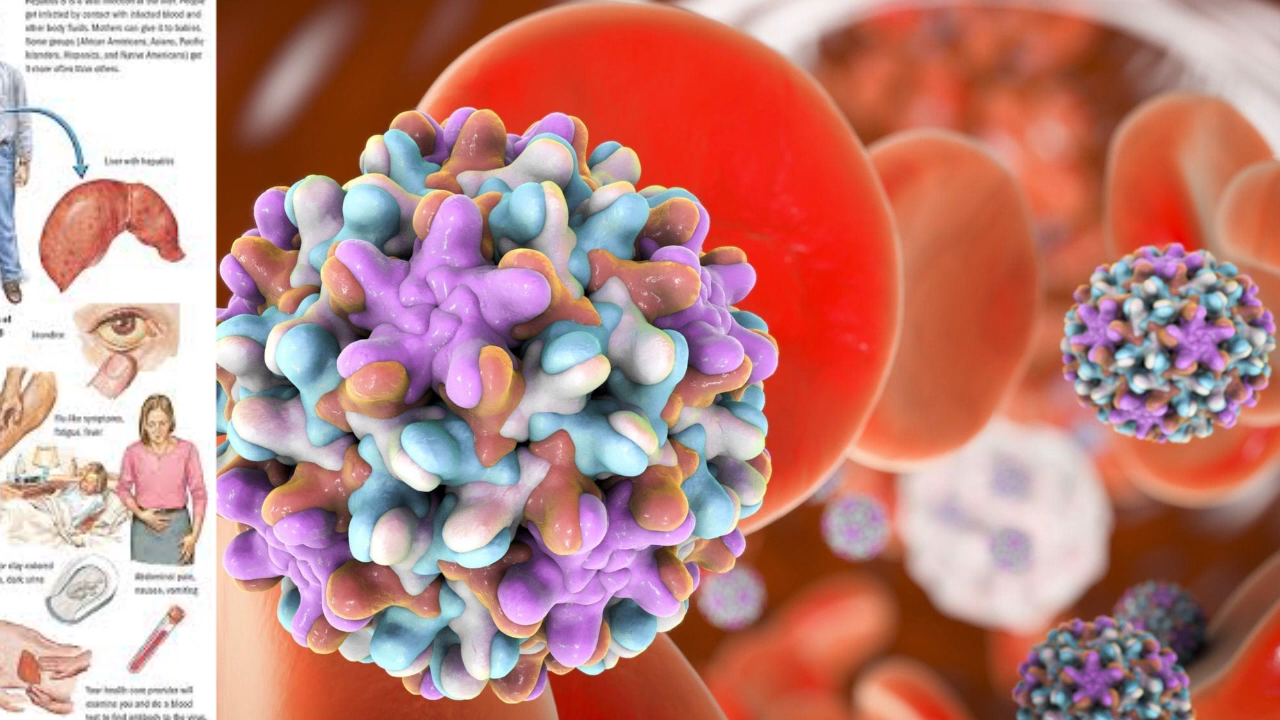 Hepatitis B is a viral infection of the liver. People
get infected by contact with infected blood and
other body fluids. Mothers can give it to babies.
Some groups (African Americans, Asians, Pacific
Islanders, Hispanics, and Native Americans) get
it more often than others.
Liver with hepatitis
of
Jaundice
Flu-like symptoms,
fatigue, fever
or clay colored
, dark urine
Abdominal pain,
nausea, vomiting
Your health care provider will
examine you and do a blood
test to find antibody to the virus.